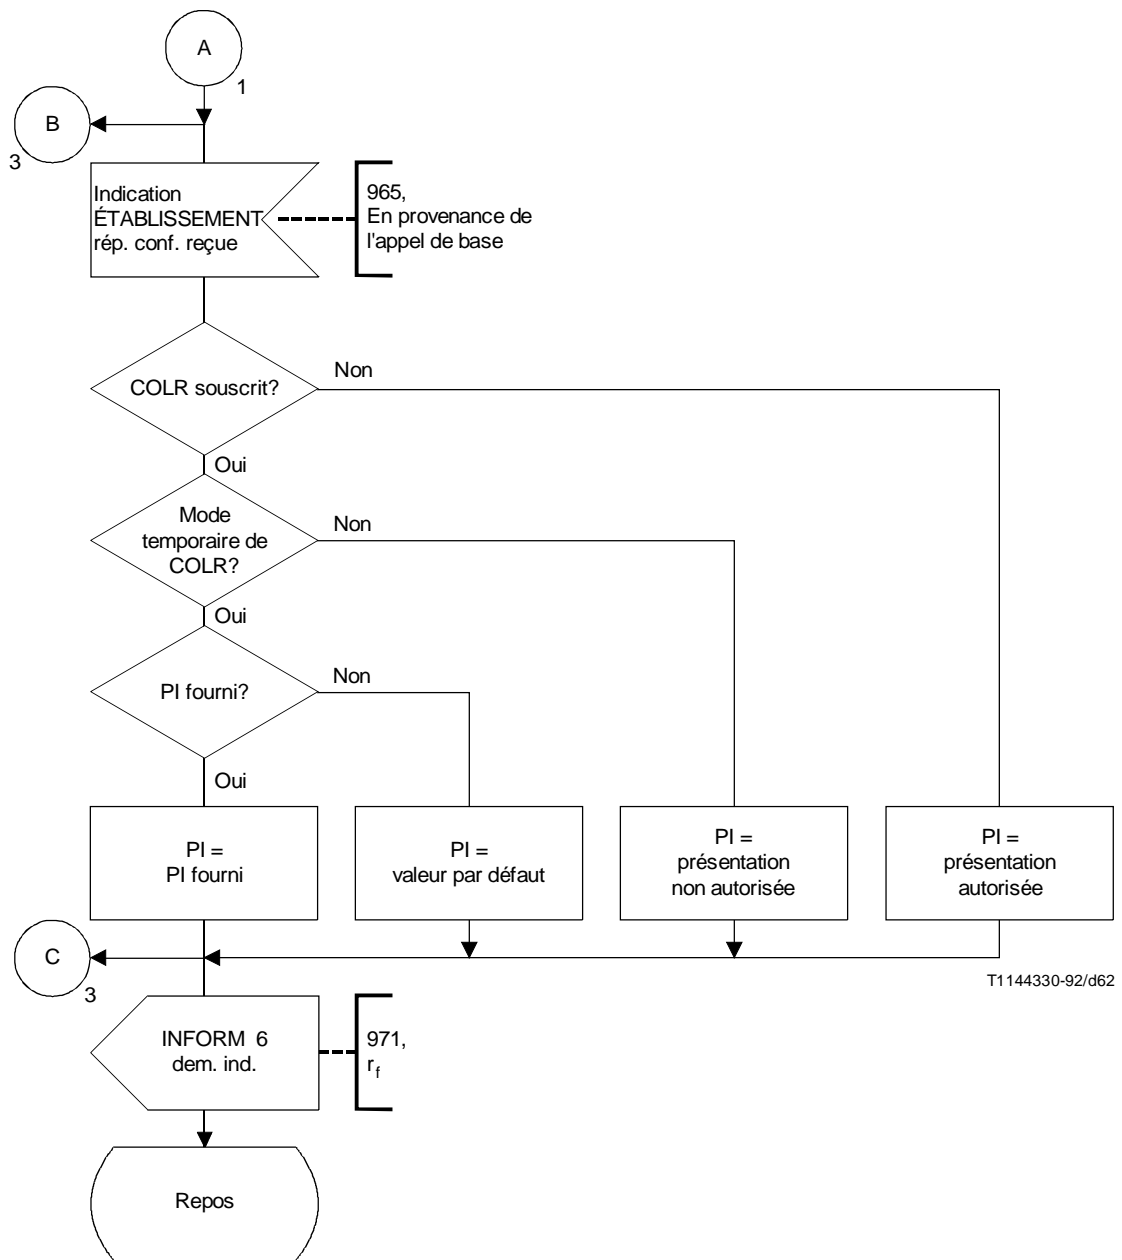 A
1
B
3
Indication
ÉTABLISSEMENT
rép. conf. reçue
965,
En provenance de
l'appel de base
COLR souscrit?
Non
Oui
Mode
temporaire de
COLR?
Non
Oui
PI fourni?
Non
Oui
PI =
PI fourni
PI =
valeur par défaut
PI =
présentation
non autorisée
PI =
présentation
autorisée
C
3
T1144330-92/d62
INFORM 6
dem. ind.
971,
rf
Repos